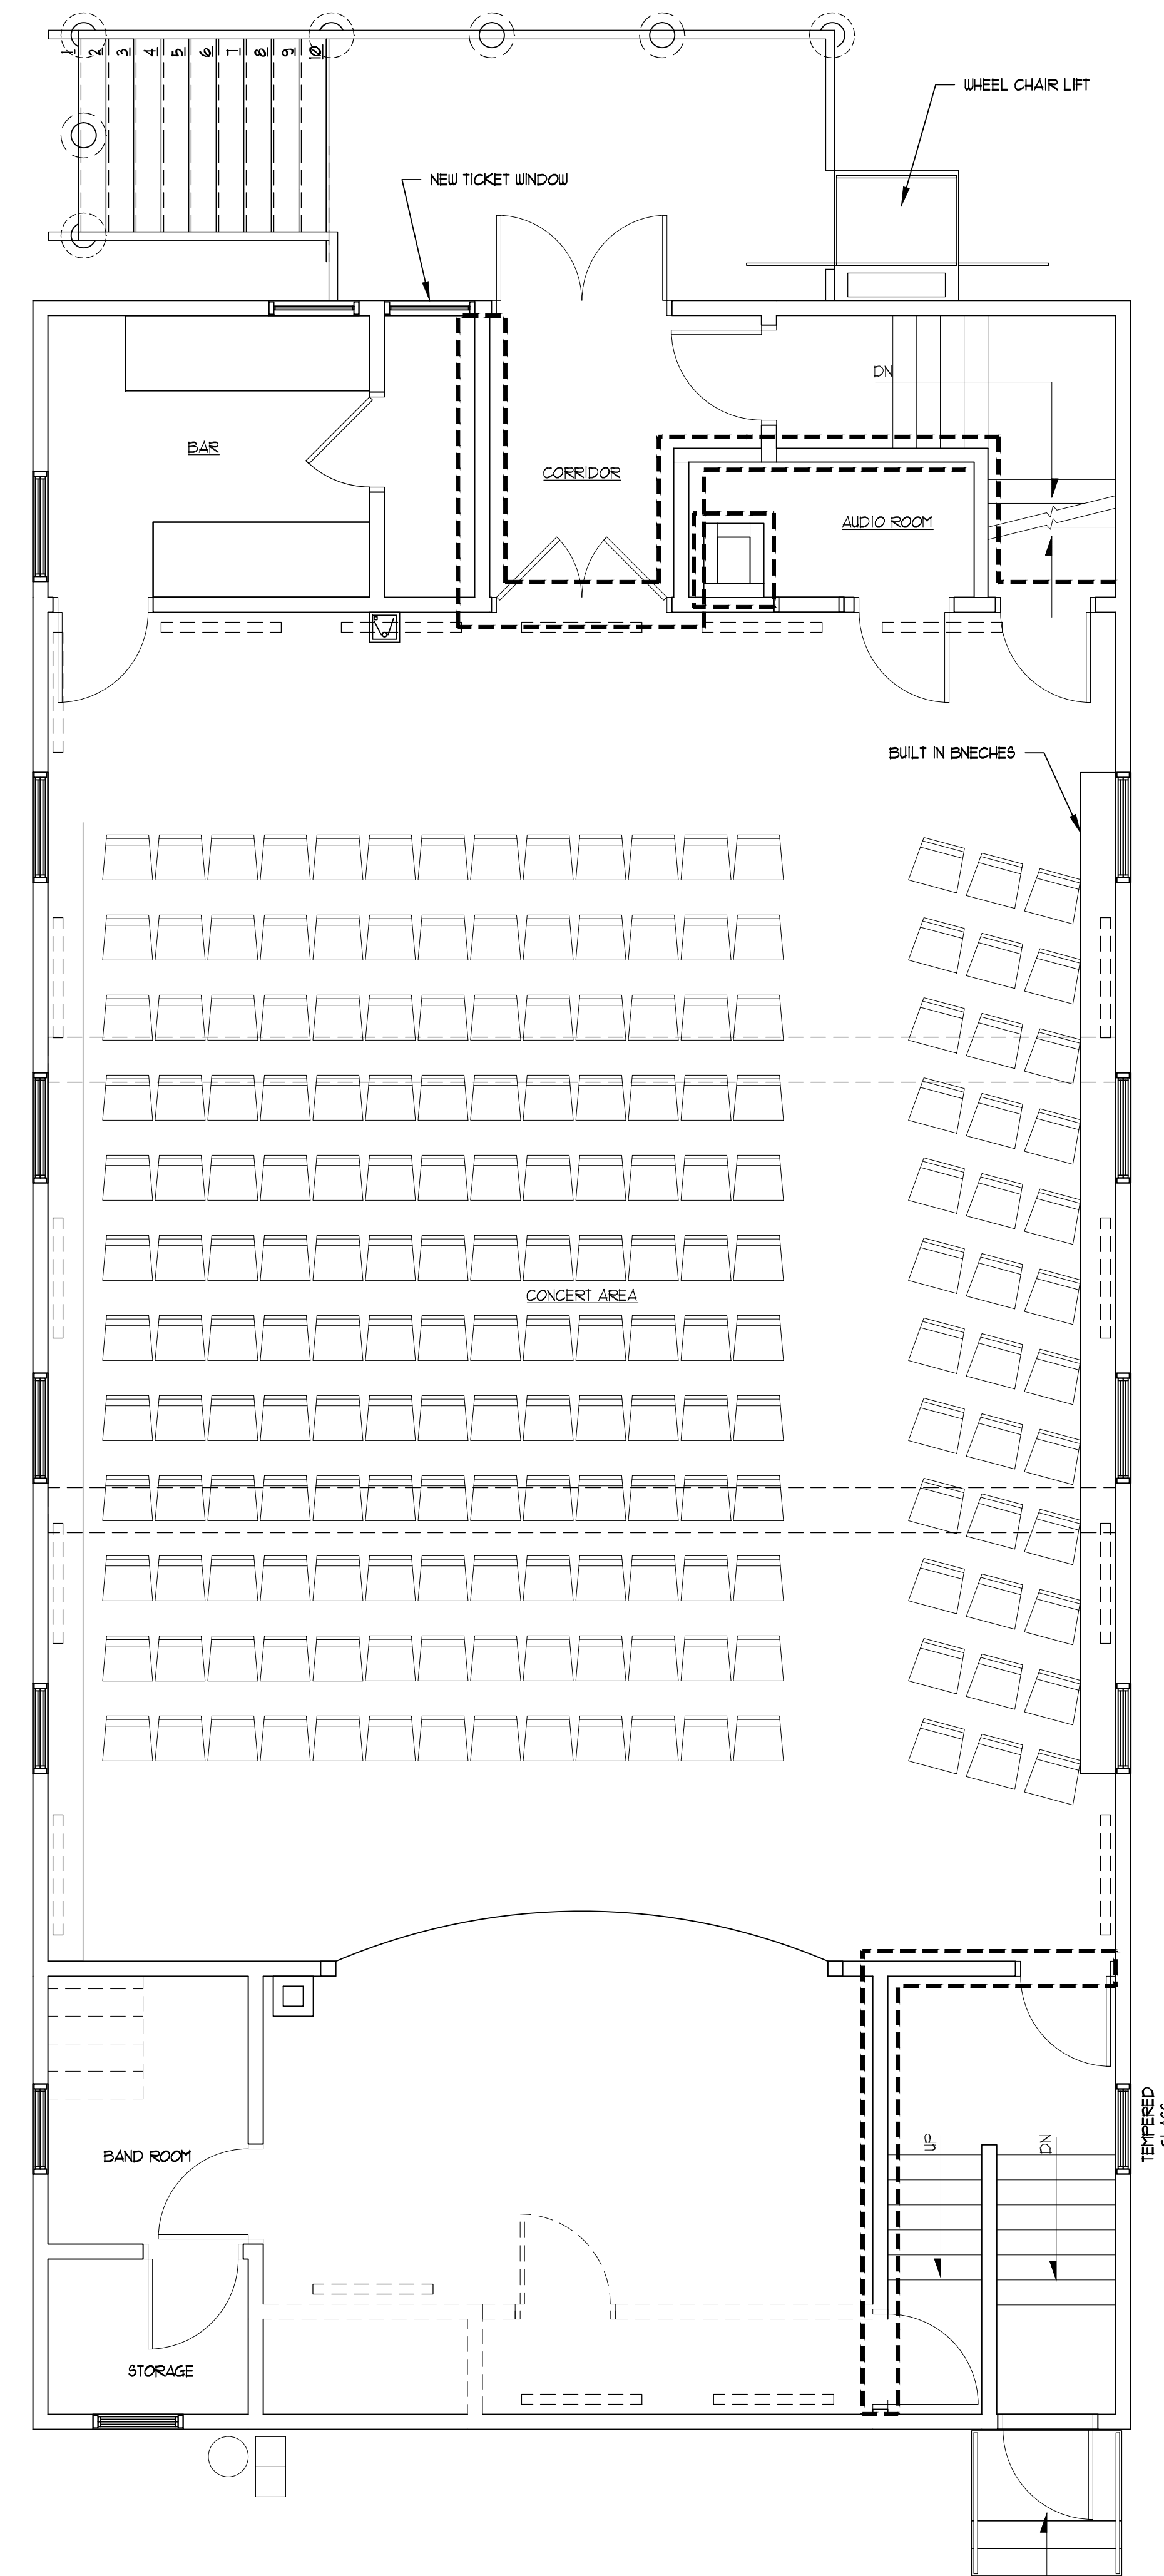 1 2 3 4 5 6 7 8 9 10
WHEEL CHAIR LIFT
NEW TICKET WINDOW
DN
BAR
CORRIDOR
AUDIO ROOM
BUILT IN BNECHES
CONCERT AREA
TEMPERED
UP
DN
BAND ROOM
STORAGE